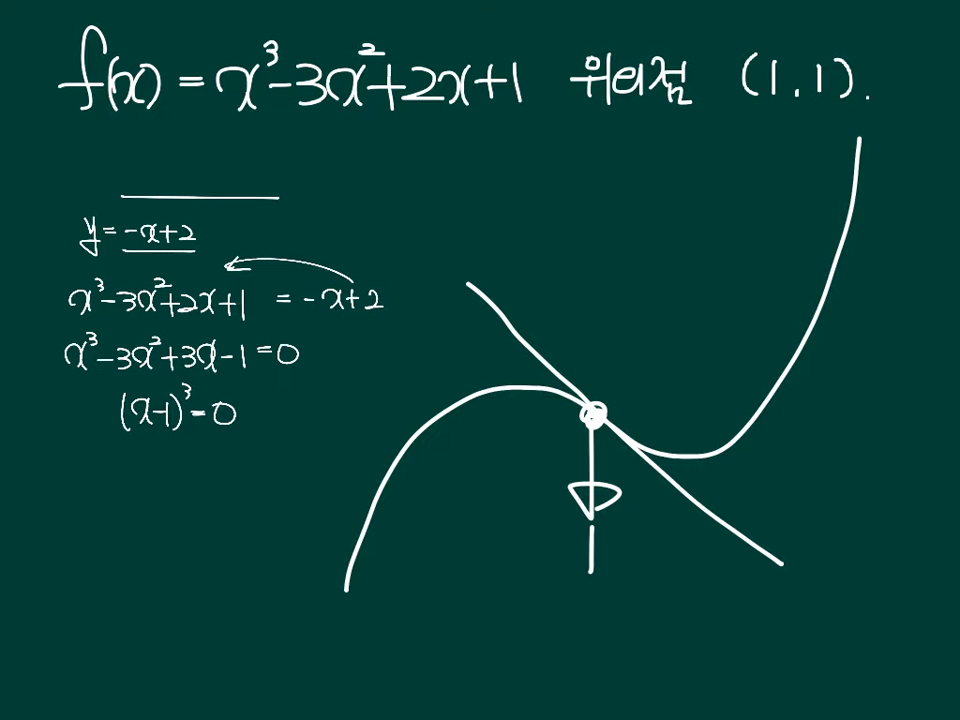 f(x) = x³-3x²+2x+1 위의점 (1,1).
y = -x+2
x³-3x²+2x+1 = -x+2
x³-3x²+3x-1=0
(x-1)³=0